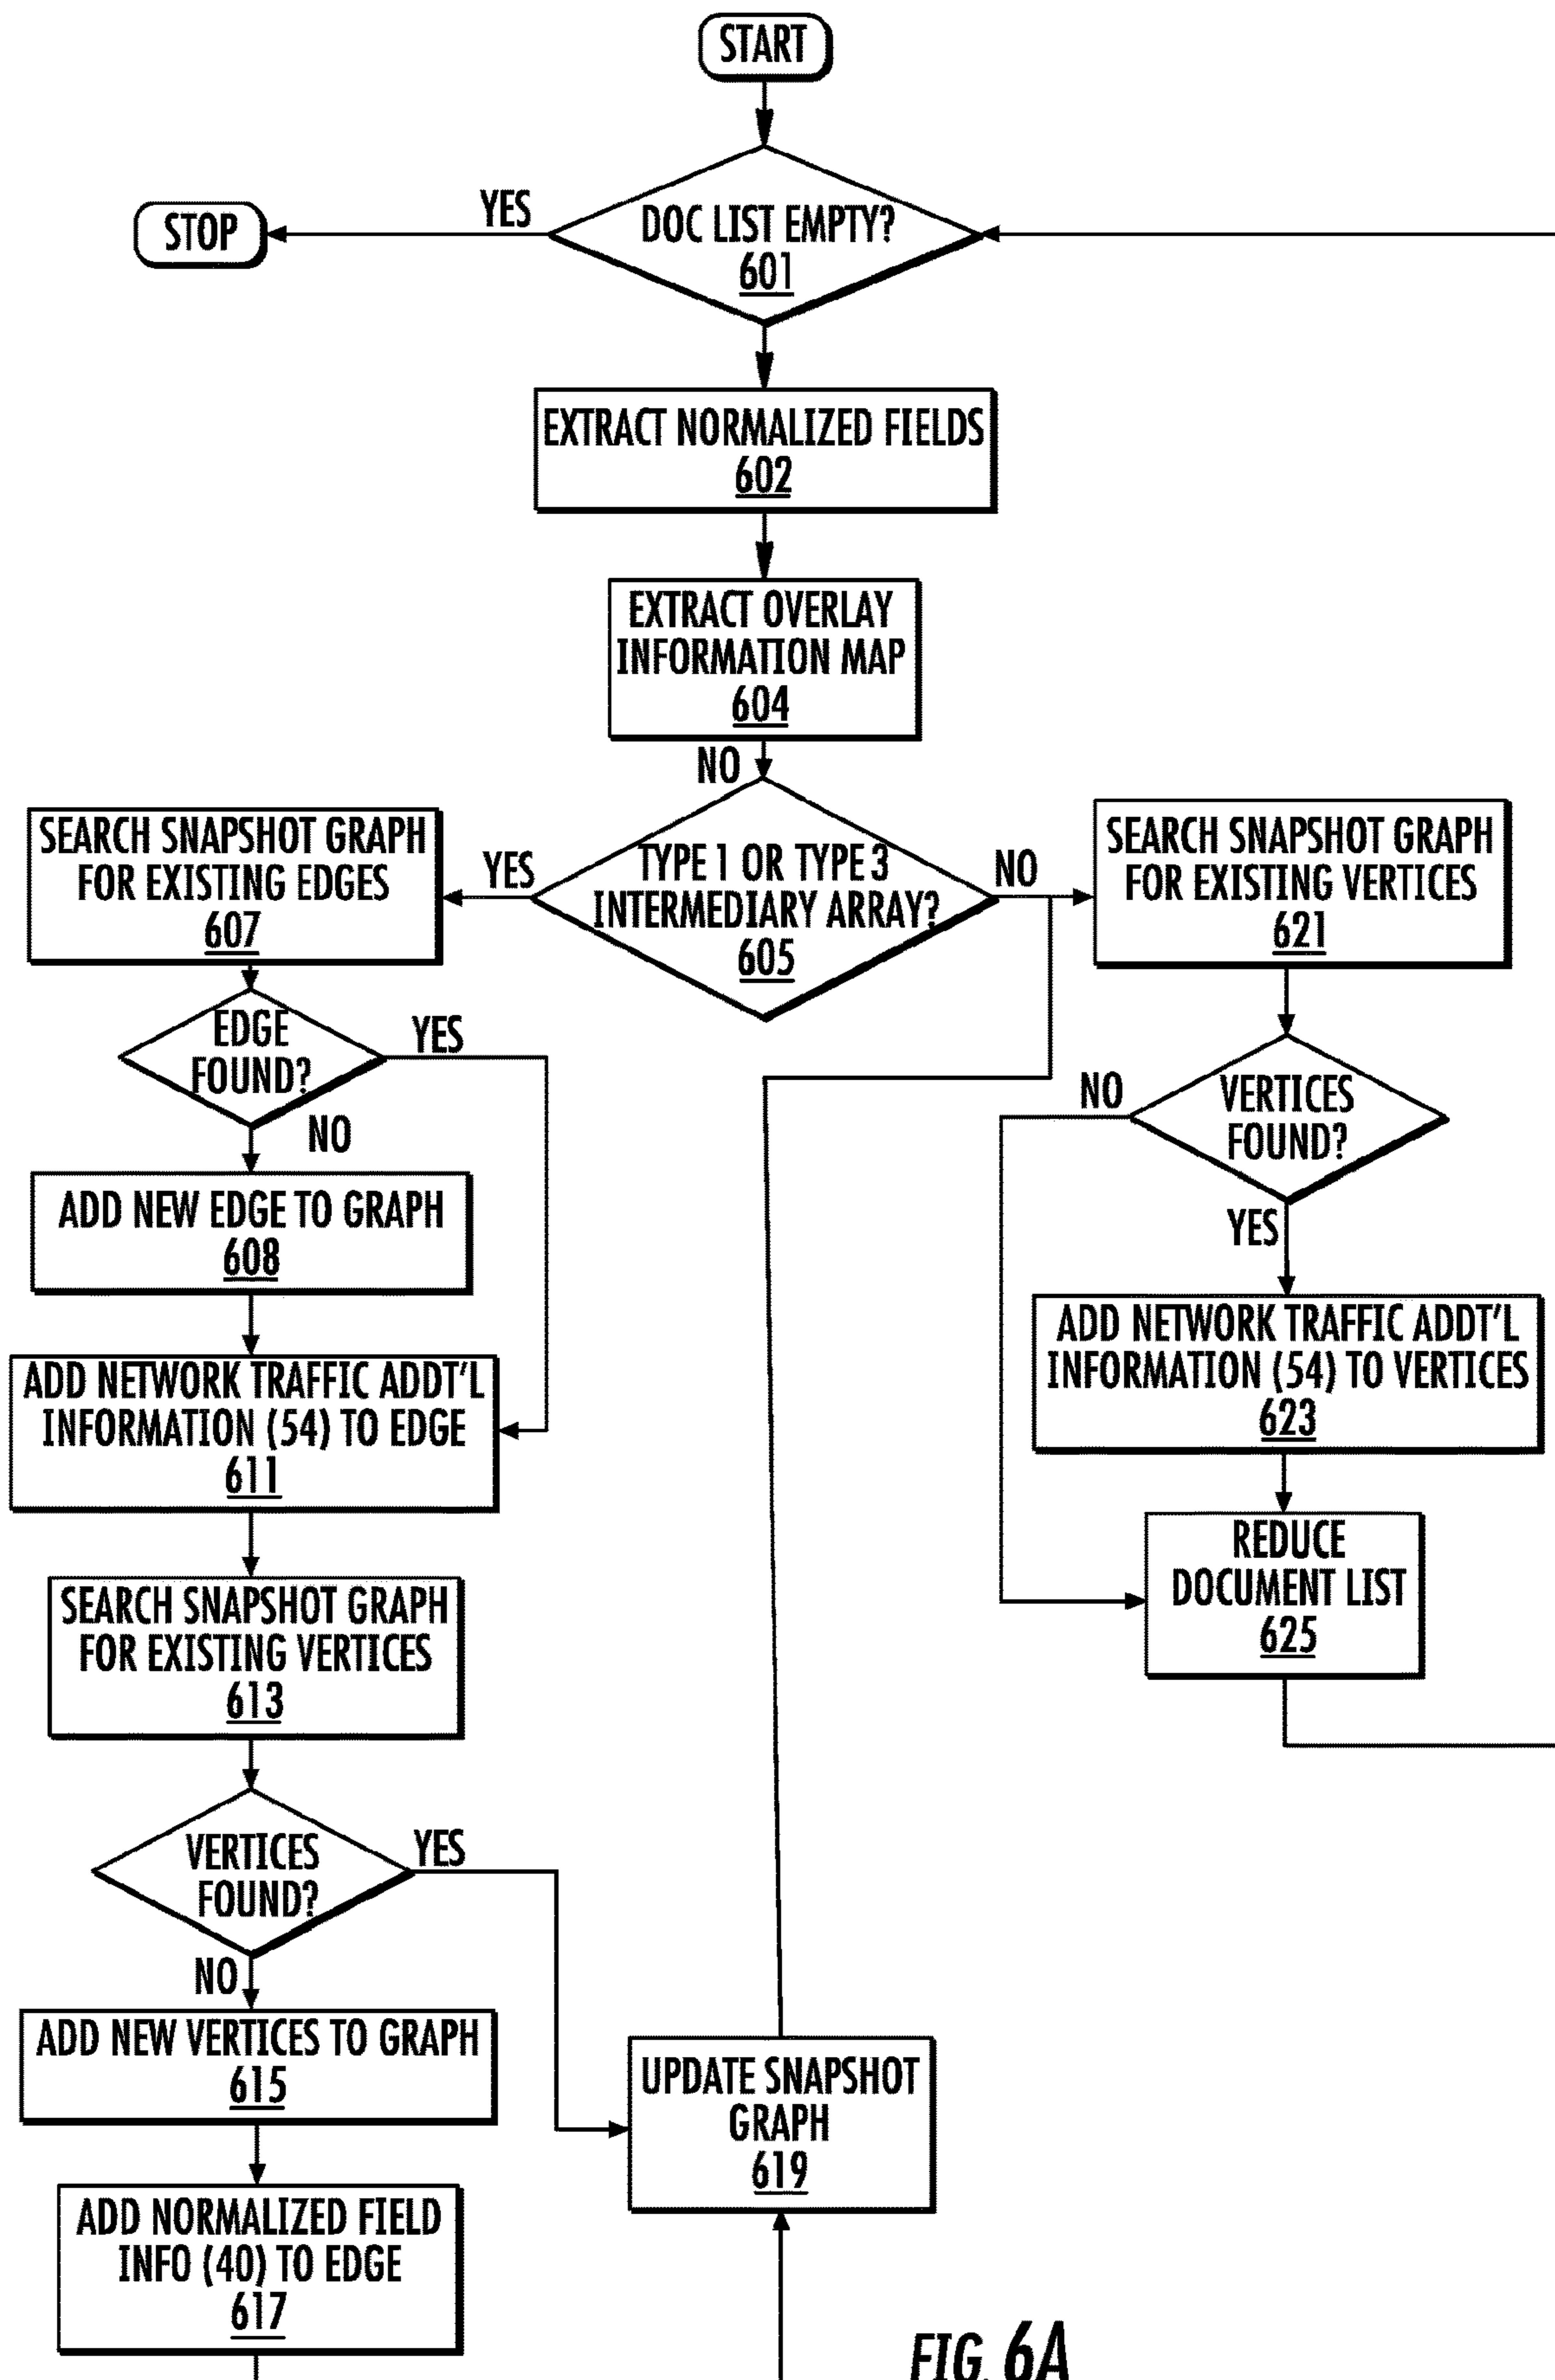 START
YES
STOP
DOC LIST EMPTY?
601
EXTRACT NORMALIZED FIELDS
602
EXTRACT OVERLAY
INFORMATION MAP
604
NO
SEARCH SNAPSHOT GRAPH
FOR EXISTING EDGES
607
YES
TYPE 1 OR TYPE 3
INTERMEDIARY ARRAY?
605
NO
SEARCH SNAPSHOT GRAPH
FOR EXISTING VERTICES
621
EDGE
FOUND?
YES
NO
ADD NEW EDGE TO GRAPH
608
ADD NETWORK TRAFFIC ADDT'L
INFORMATION (54) TO EDGE
611
SEARCH SNAPSHOT GRAPH
FOR EXISTING VERTICES
613
VERTICES
FOUND?
YES
NO
ADD NEW VERTICES TO GRAPH
615
ADD NORMALIZED FIELD
INFO (40) TO EDGE
617
UPDATE SNAPSHOT
GRAPH
619
NO
VERTICES
FOUND?
YES
ADD NETWORK TRAFFIC ADDT'L
INFORMATION (54) TO VERTICES
623
REDUCE
DOCUMENT LIST
625
FIG. 6A